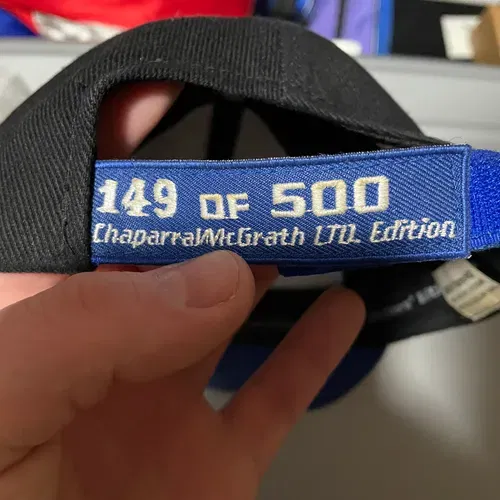 149 OF 500
Chaparral/McGrath LTD. Edition